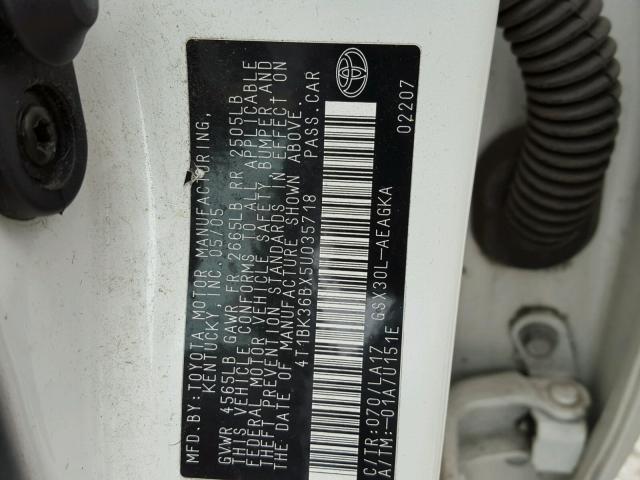 MFD.BY:TOYOTA MOTOR MANUFACTURING,
KENTUCKY, INC. 05/05
GVWR 4565LB GAWR FR 2665LB RR 2505LB
THIS VEHICLE CONFORMS TO ALL APPLICABLE
FEDERAL MOTOR VEHICLE SAFETY BUMPER AND
THEFT PREVENTION STANDARDS IN EFFECT ON
THE DATE OF MANUFACTURE SHOWN ABOVE.
4T1BK36BX5U035718 PASS.CAR
C/TR:070/LA17 GSX30L-AEAGKA
A/TM:-01A/U151E 02207